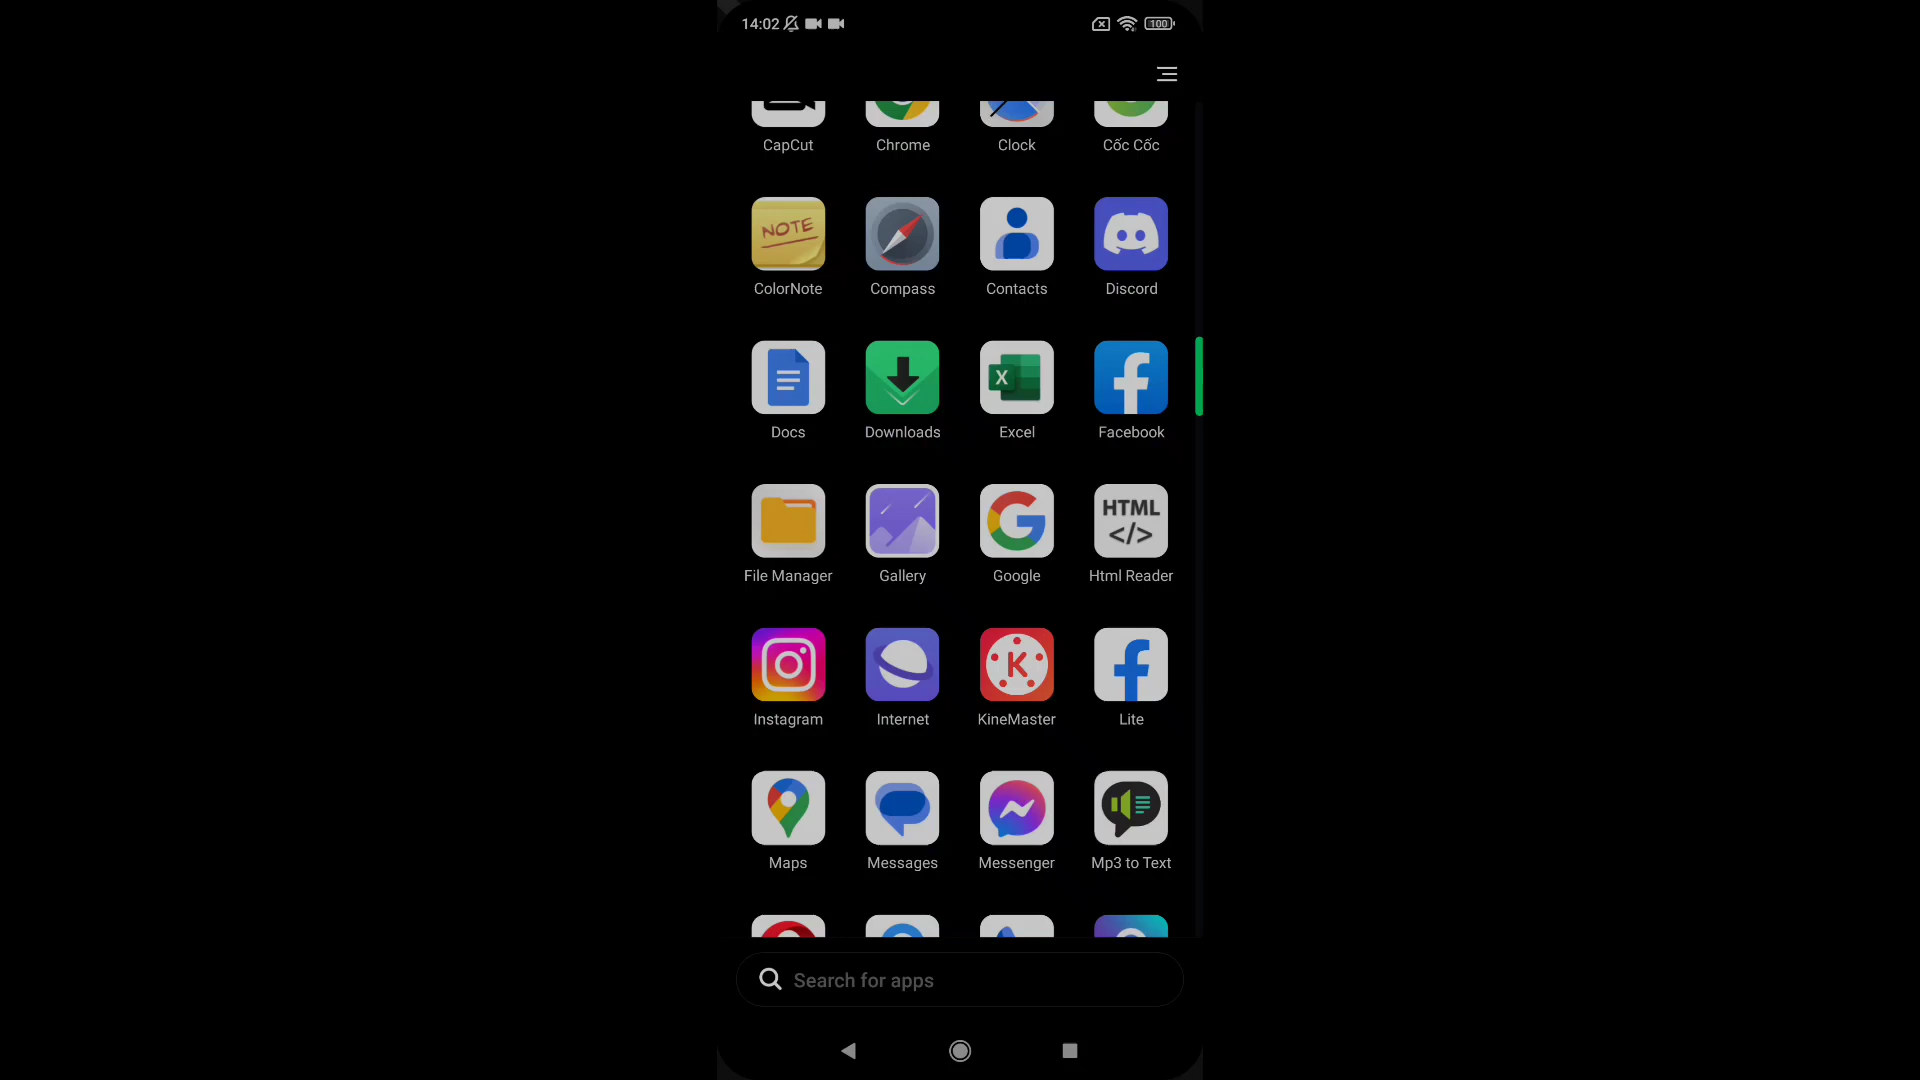 14:02 100
CapCut Chrome Clock Cốc Cốc
NOTE
ColorNote Compass Contacts Discord
X
Docs Downloads Excel Facebook
HTML
</>
File Manager Gallery Google Html Reader
K
Instagram Internet KineMaster Lite
Maps Messages Messenger Mp3 to Text
Search for apps